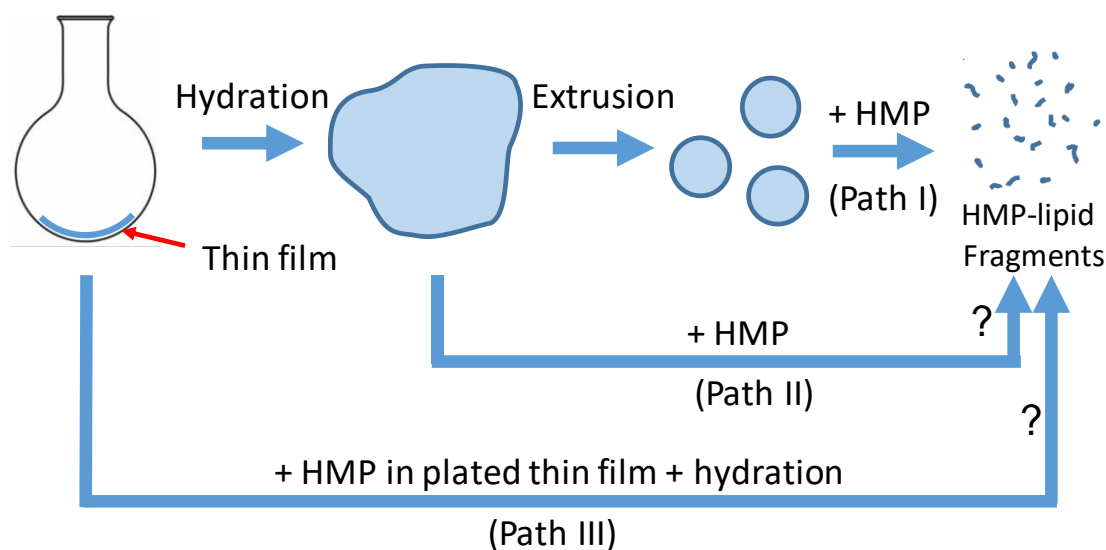 Hydration
Extrusion
+ HMP
(Path I)
Thin film
HMP-lipid
Fragments
?
+ HMP
(Path II)
?
+ HMP in plated thin film + hydration
(Path III)